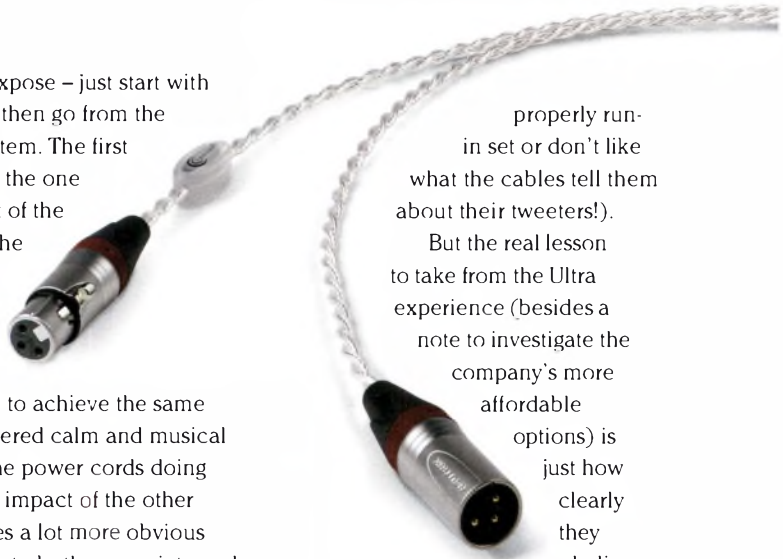 xpose – just start with
then go from the
tem. The first
the one
of the
he
to achieve the same
ered calm and musical
ne power cords doing
impact of the other
es a lot more obvious
properly run-
in set or don't like
what the cables tell them
about their tweeters!).
But the real lesson
to take from the Ultra
experience (besides a
note to investigate the
company's more
affordable
options) is
just how
clearly
they